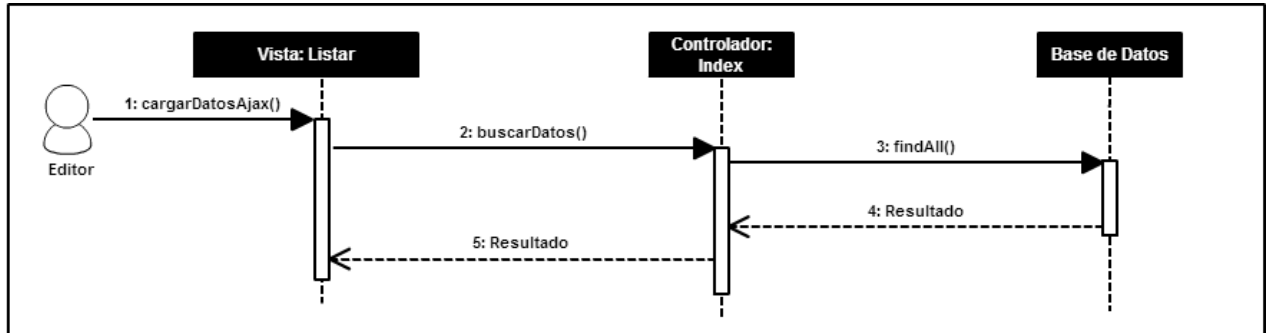 Vista: Listar
Controlador:
Index
Base de Datos
1: cargarDatosAjax()
2: buscarDatos()
3: findAll()
Editor
4: Resultado
5: Resultado